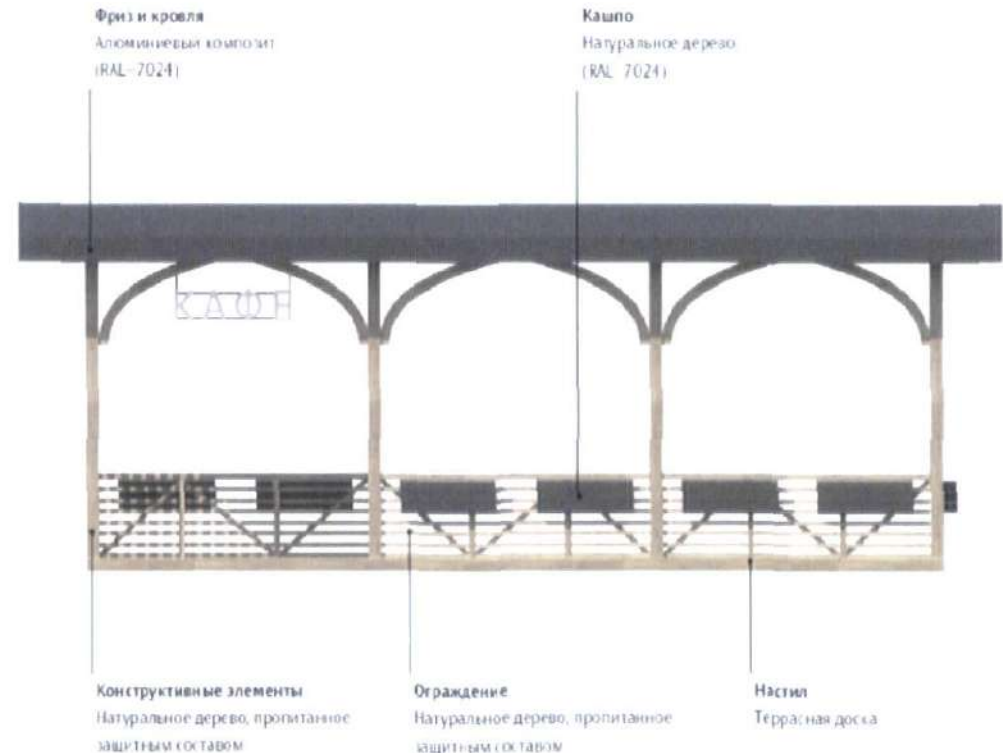 Фриз и кровля
Алюминиевый композит
(RAL-7024)
Кашпо
Натуральное дерево
(RAL 7024)
КАФЕ
Конструктивные элементы
Натуральное дерево, пропитанное
защитным составом
Ограждение
Натуральное дерево, пропитанное
защитным составом
Настил
Террасная доска